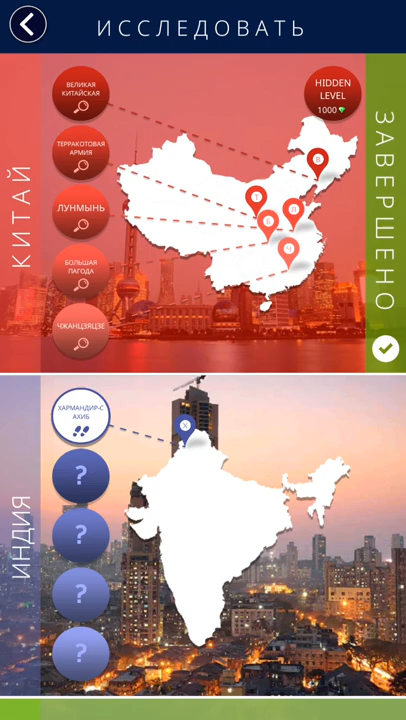 ИССЛЕДОВАТЬ
КИТАЙ
ВЕЛИКАЯ
КИТАЙСКАЯ
ТЕРРАКОТОВАЯ
АРМИЯ
ЛУНМЫНЬ
БОЛЬШАЯ
ПАГОДА
ЧЖАНЦЗЯЦЗЕ
HIDDEN
LEVEL
1000
В
Т
Б
Л
Ч
ЗАВЕРШЕНО
ИНДИЯ
ХАРМАНДИР-С
АХИБ
Х
?
?
?
?